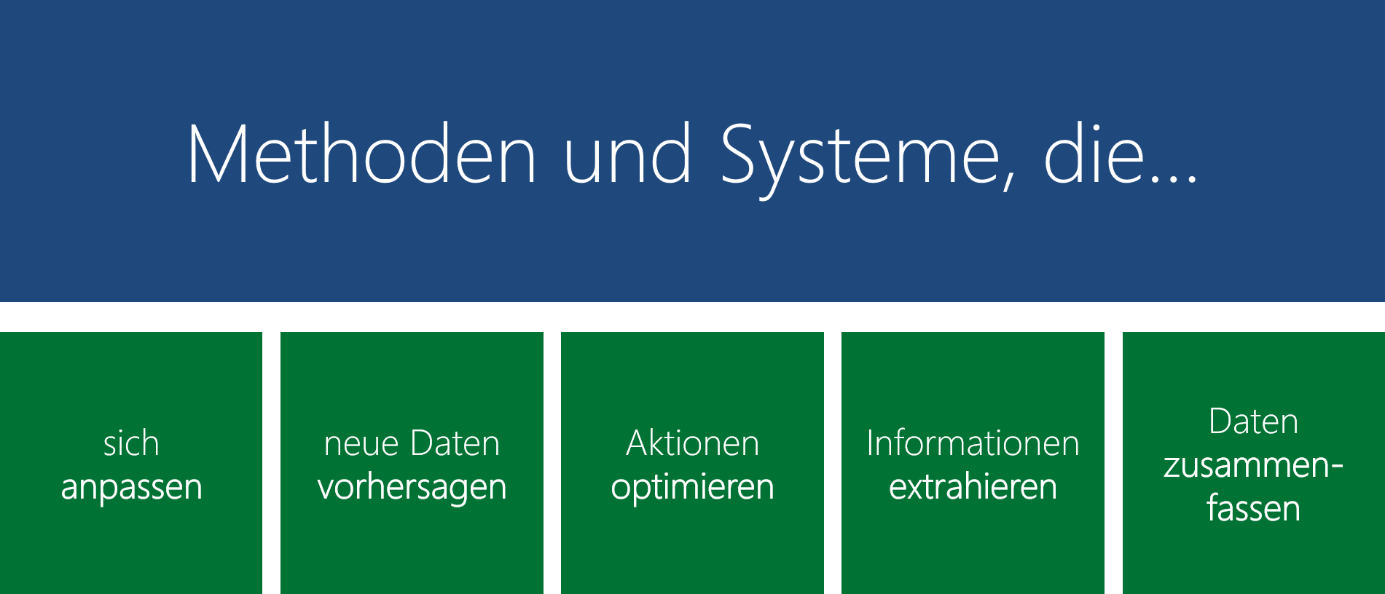 Methoden und Systeme, die...
sich
anpassen
neue Daten
vorhersagen
Aktionen
optimieren
Informationen
extrahieren
Daten
zusammen-
fassen